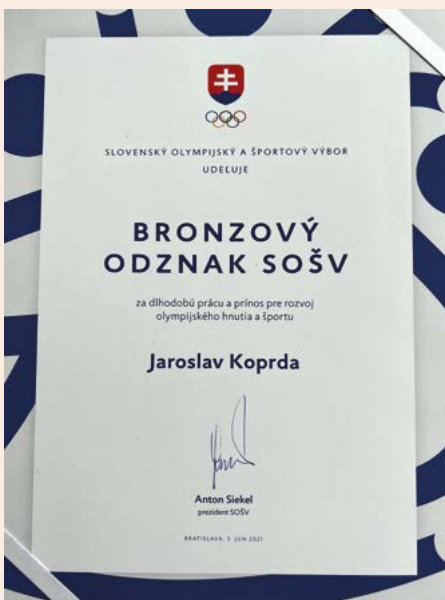 SLOVENSKÝ OLYMPIJSKÝ A ŠPORTOVÝ VÝBOR
UDEĽUJE
BRONZOVÝ
ODZNAK SOŠV
za dlhodobú prácu a prínos pre rozvoj
olympijského hnutia a športu
Jaroslav Koprda
Anton Siekel
prezident SOŠV
BRATISLAVA, 3. JÚN 2021